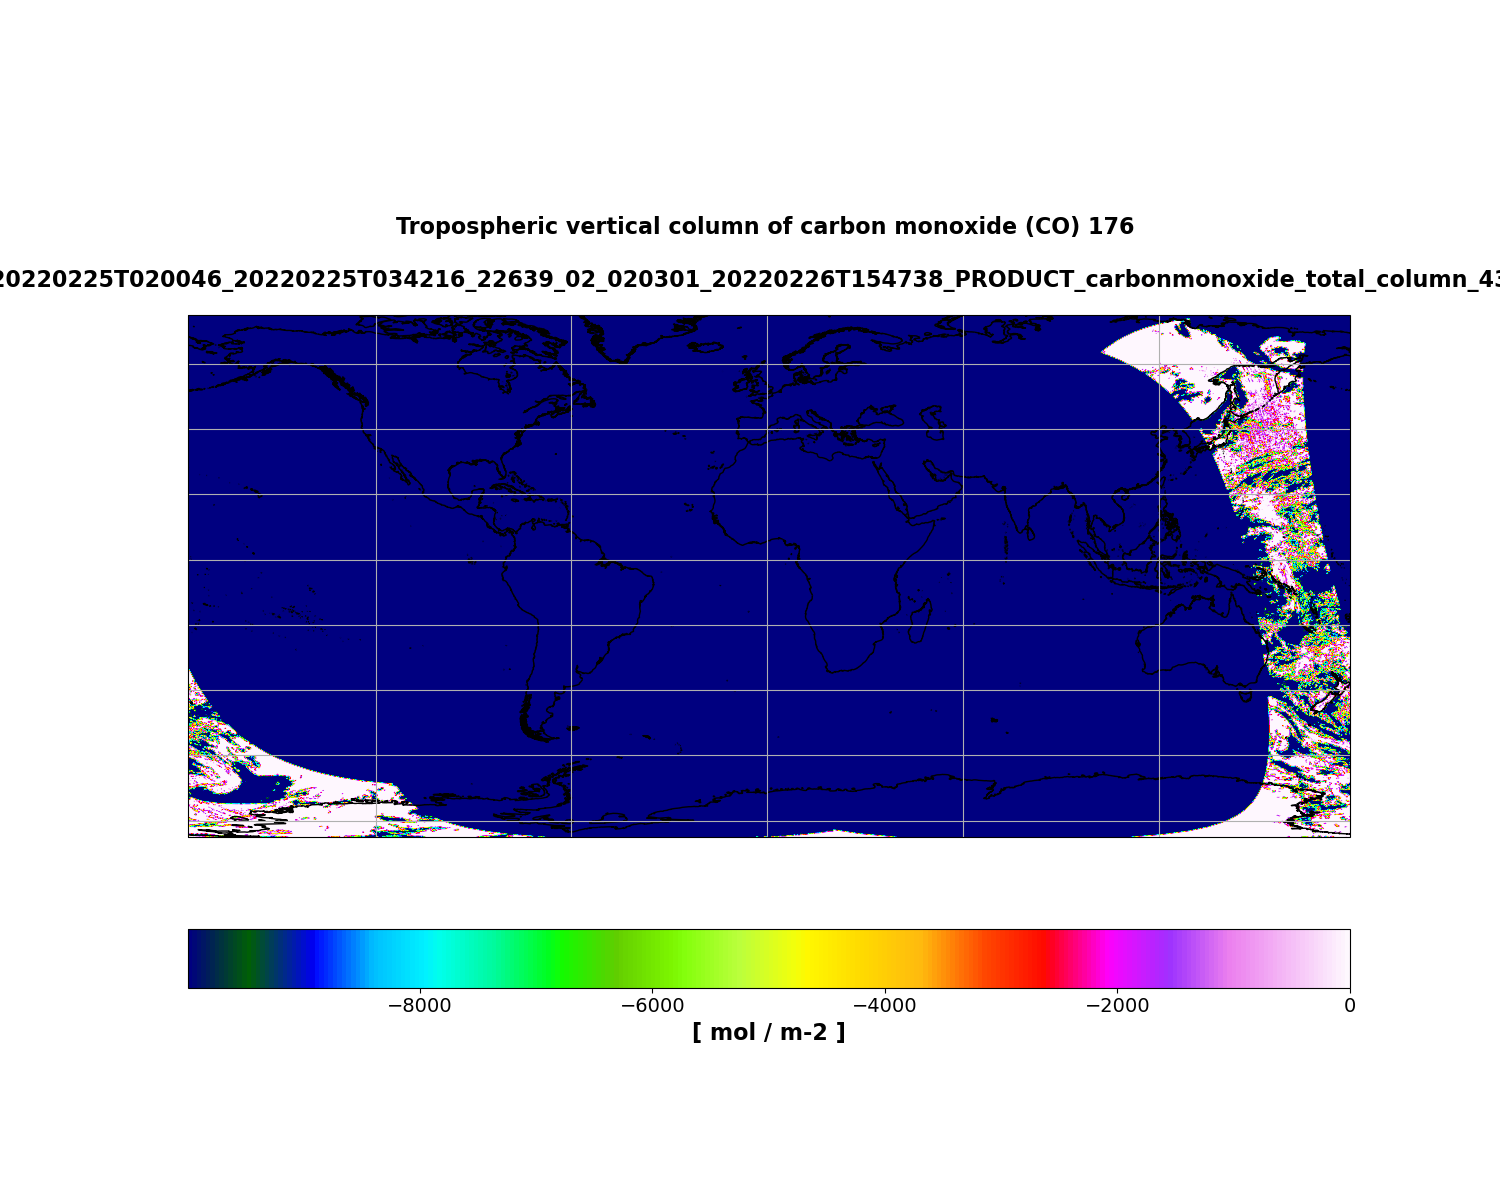 Tropospheric vertical column of carbon monoxide (CO) 176
20220225T020046_20220225T034216_22639_02_020301_20220226T154738_PRODUCT_carbonmonoxide_total_column_43
−8000 −6000 −4000 −2000 0
[ mol / m-2 ]